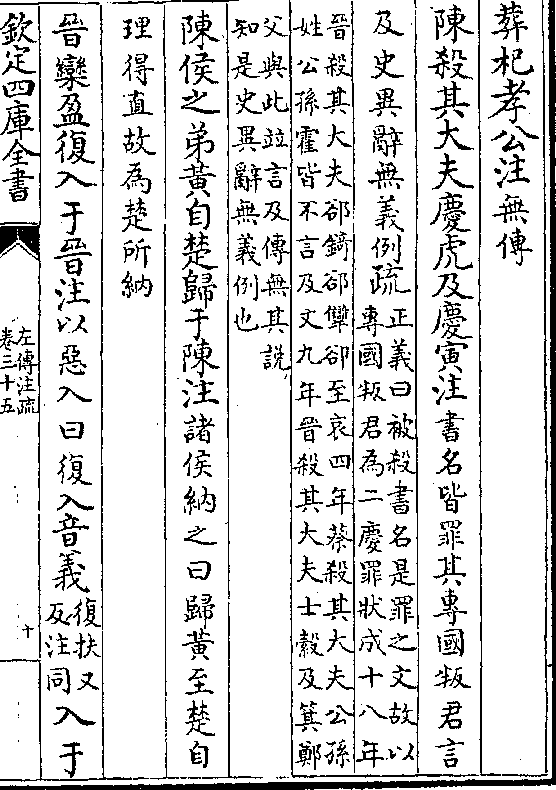 葬杞孝公注無傳
陳殺其大夫慶虎及慶寅注書名皆罪其專國叛君言
及史異辭無義例疏正義曰被殺書名是罪之文故以
專國叛君為二慶罪狀成十八年
晉殺其大夫郤錡郤犨郤至哀四年蔡殺其大夫公孫
姓公孫霍皆不言及文九年晉殺其大夫士縠及箕鄭
父與此並言及傳無其說
知是史異辭無義例也
陳侯之弟黃自楚歸于陳注諸侯納之曰歸黃至楚自
理得直故為楚所納
晉欒盈復入于晉注以惡入曰復入音義復扶又
反注同入于
欽定四庫全書
左傳注疏
卷三十五
十